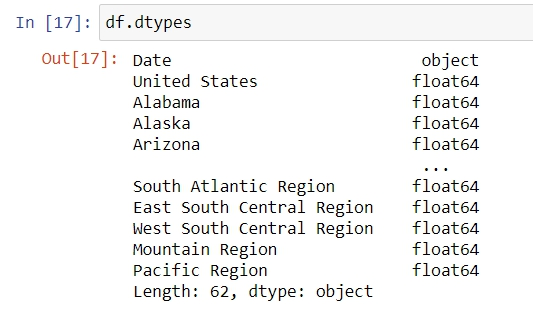 In [17]: df.dtypes
Out[17]: Date object
United States float64
Alabama float64
Alaska float64
Arizona float64
...
South Atlantic Region float64
East South Central Region float64
West South Central Region float64
Mountain Region float64
Pacific Region float64
Length: 62, dtype: object